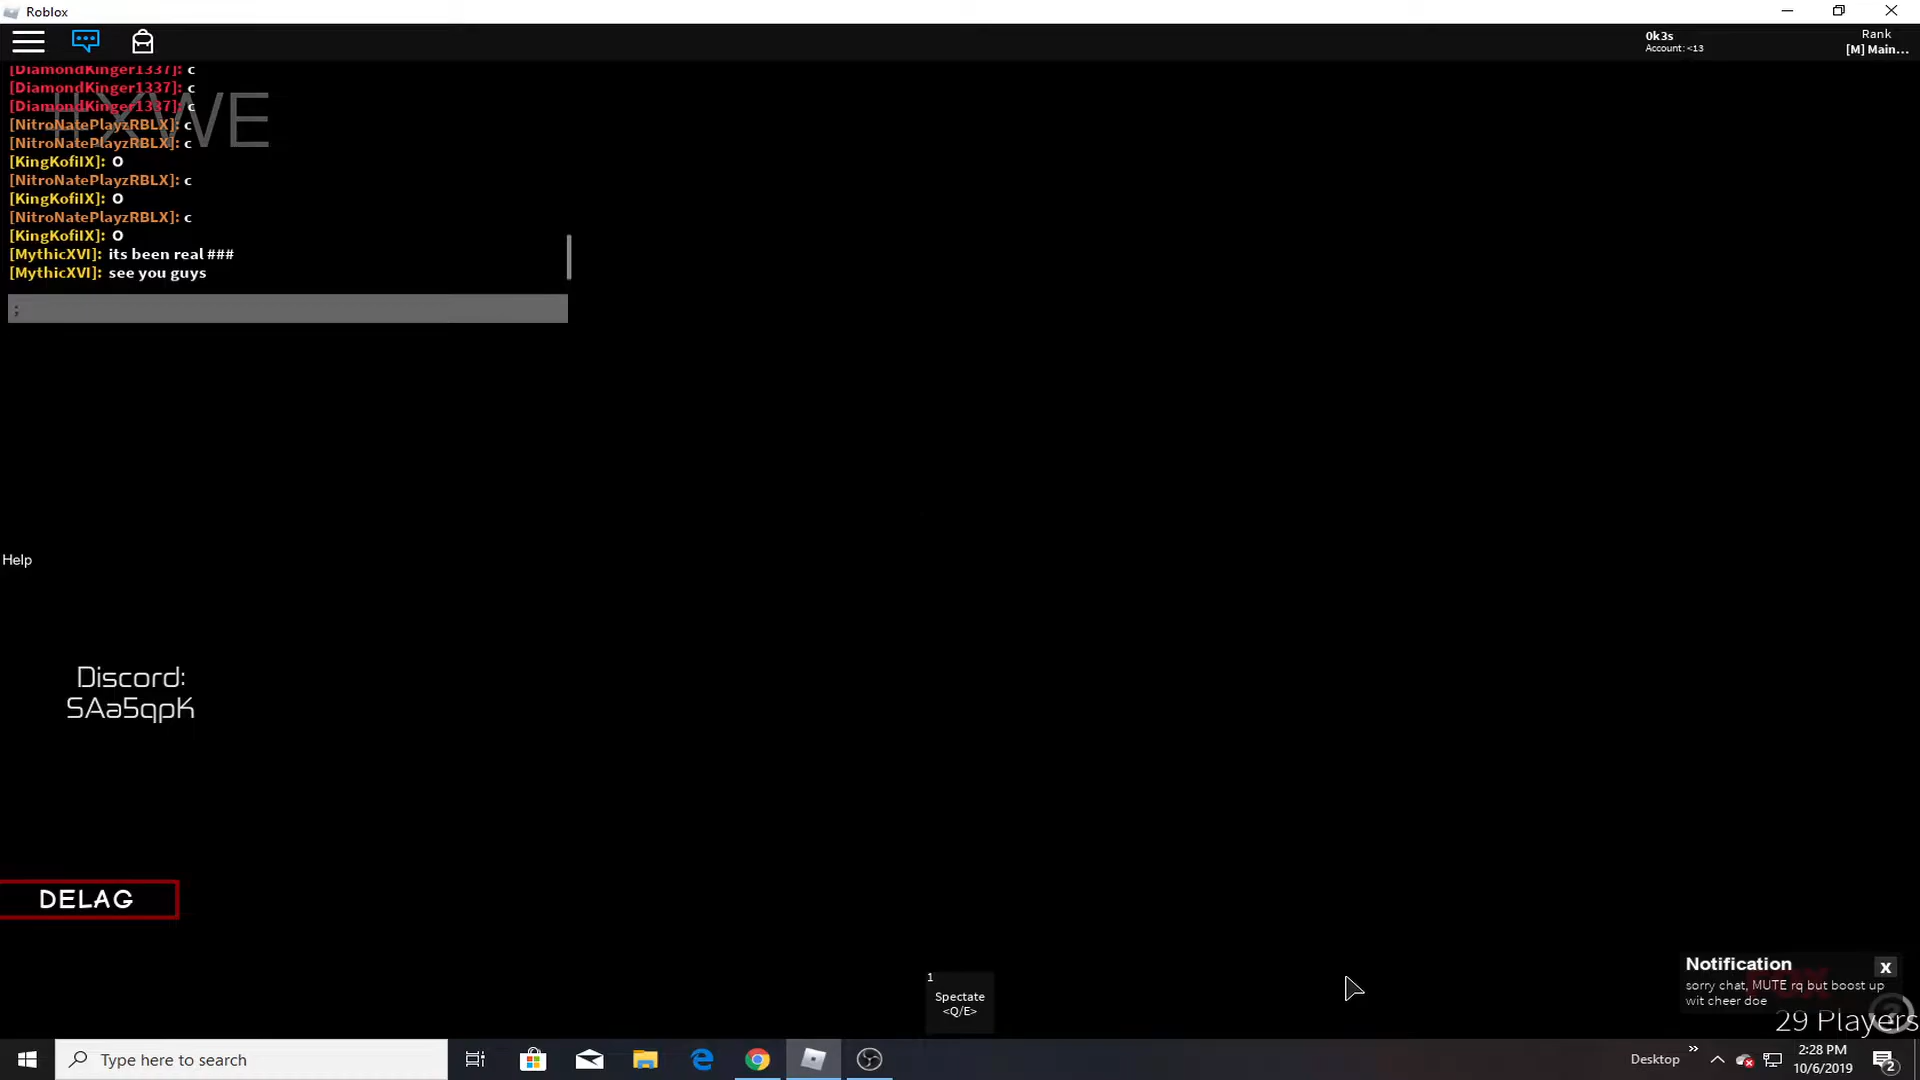 Roblox
0k3s
Account: <13
Rank
[M] Main...
[DiamondKinger1337]: c
[DiamondKinger1337]: c
[DiamondKinger1337]: c
#XWE
[NitroNatePlayzRBLX]: c
[NitroNatePlayzRBLX]: c
[KingKofiIX]: O
[NitroNatePlayzRBLX]: c
[KingKofiIX]: O
[NitroNatePlayzRBLX]: c
[KingKofiIX]: O
[MythicXVI]: its been real ###
[MythicXVI]: see you guys
;
Help
Discord:
SAa5qpK
DELAG
1
Spectate
<Q/E>
Notification
x
sorry chat, MUTE rq but boost up
wit cheer doe
29 Players
Type here to search
Desktop
2:28 PM
10/6/2019
2